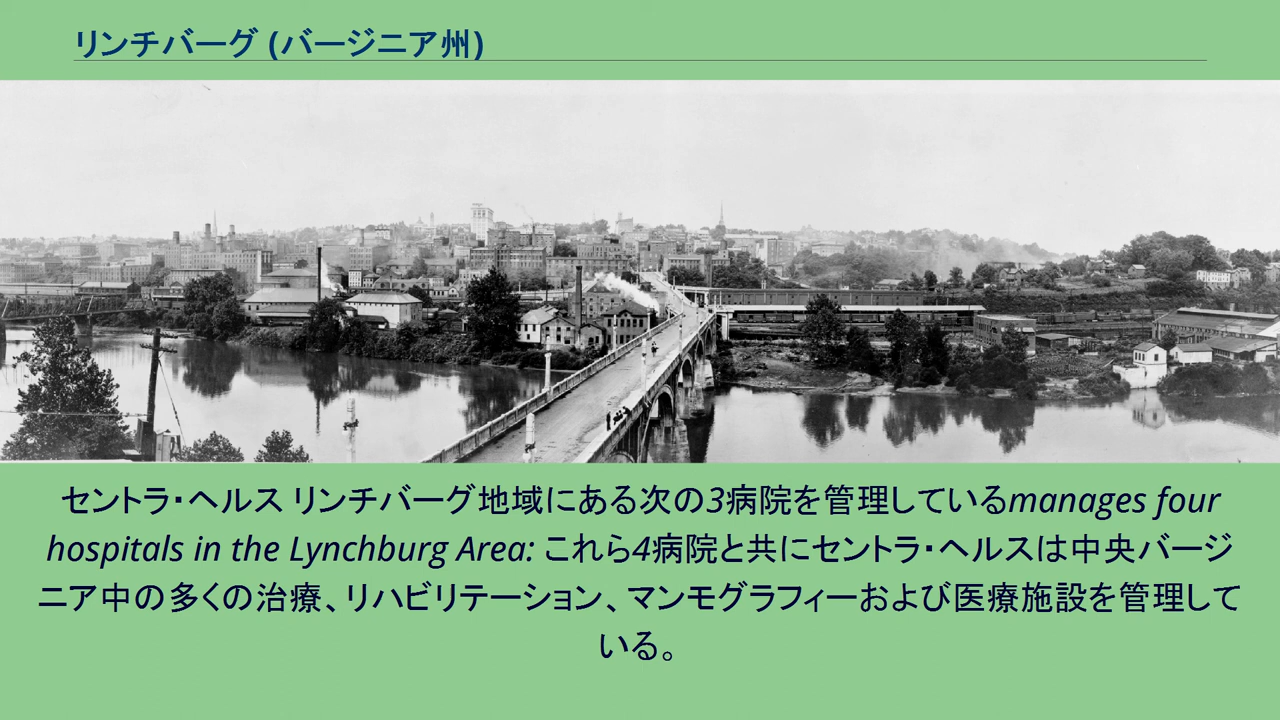 リンチバーグ (バージニア州)
セントラ・ヘルス リンチバーグ地域にある次の3病院を管理しているmanages four
hospitals in the Lynchburg Area: これら4病院と共にセントラ・ヘルスは中央バージ
ニア中の多くの治療、リハビリテーション、マンモグラフィーおよび医療施設を管理して
いる。